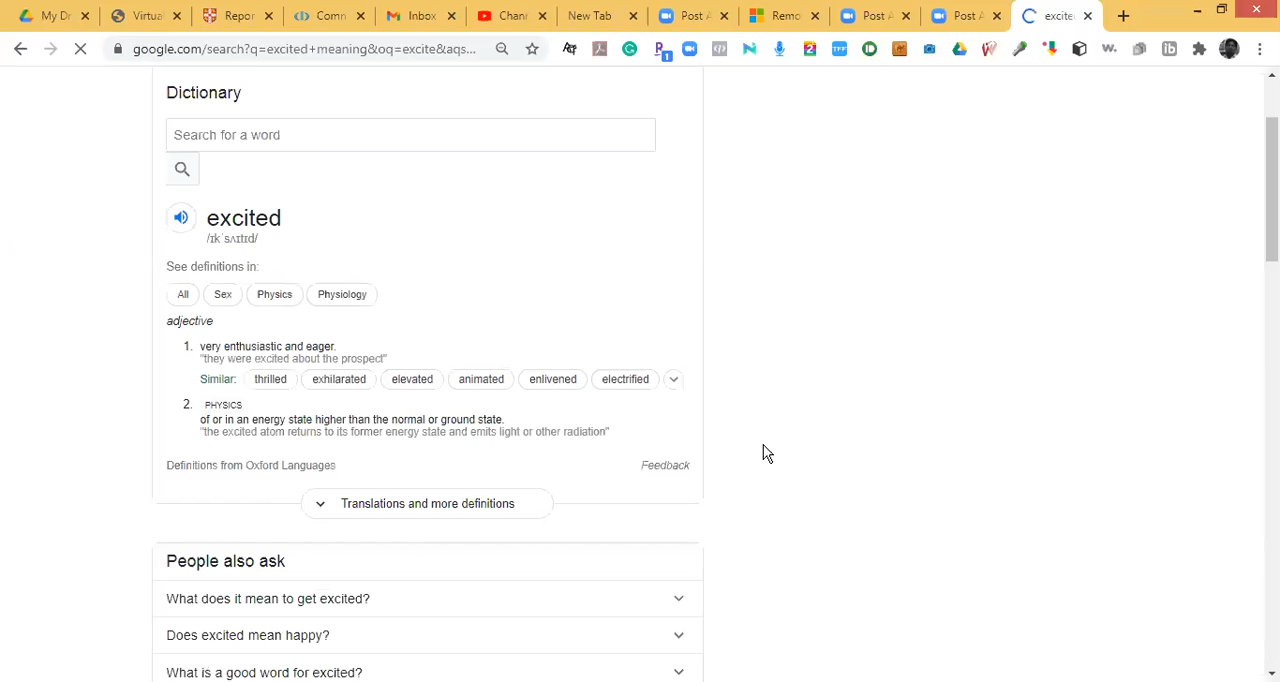 My Dr
Virtual
Repor
Comm
Inbox
Chann
New Tab
Post A
Remo
Post A
Post A
excite
google.com/search?q=excited+meaning&oq=excite&aqs...
Dictionary
Search for a word
excited
/ɪkˈsʌɪtɪd/
See definitions in:
All Sex Physics Physiology
adjective
1. very enthusiastic and eager.
"they were excited about the prospect"
Similar: thrilled exhilarated elevated animated enlivened electrified
2. PHYSICS
of or in an energy state higher than the normal or ground state.
"the excited atom returns to its former energy state and emits light or other radiation"
Definitions from Oxford Languages Feedback
Translations and more definitions
People also ask
What does it mean to get excited?
Does excited mean happy?
What is a good word for excited?